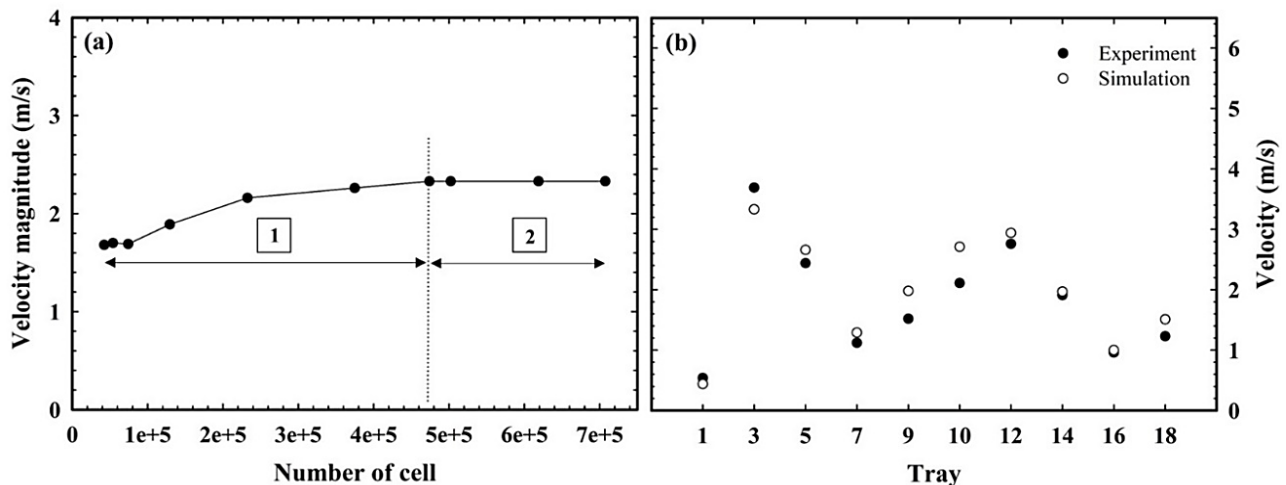 (a)
4
3
2
1
0
Velocity magnitude (m/s)
1
2
0 1e+5 2e+5 3e+5 4e+5 5e+5 6e+5 7e+5
Number of cell
(b)
Experiment
Simulation
6
5
4
3
2
1
0
Velocity (m/s)
1 3 5 7 9 10 12 14 16 18
Tray